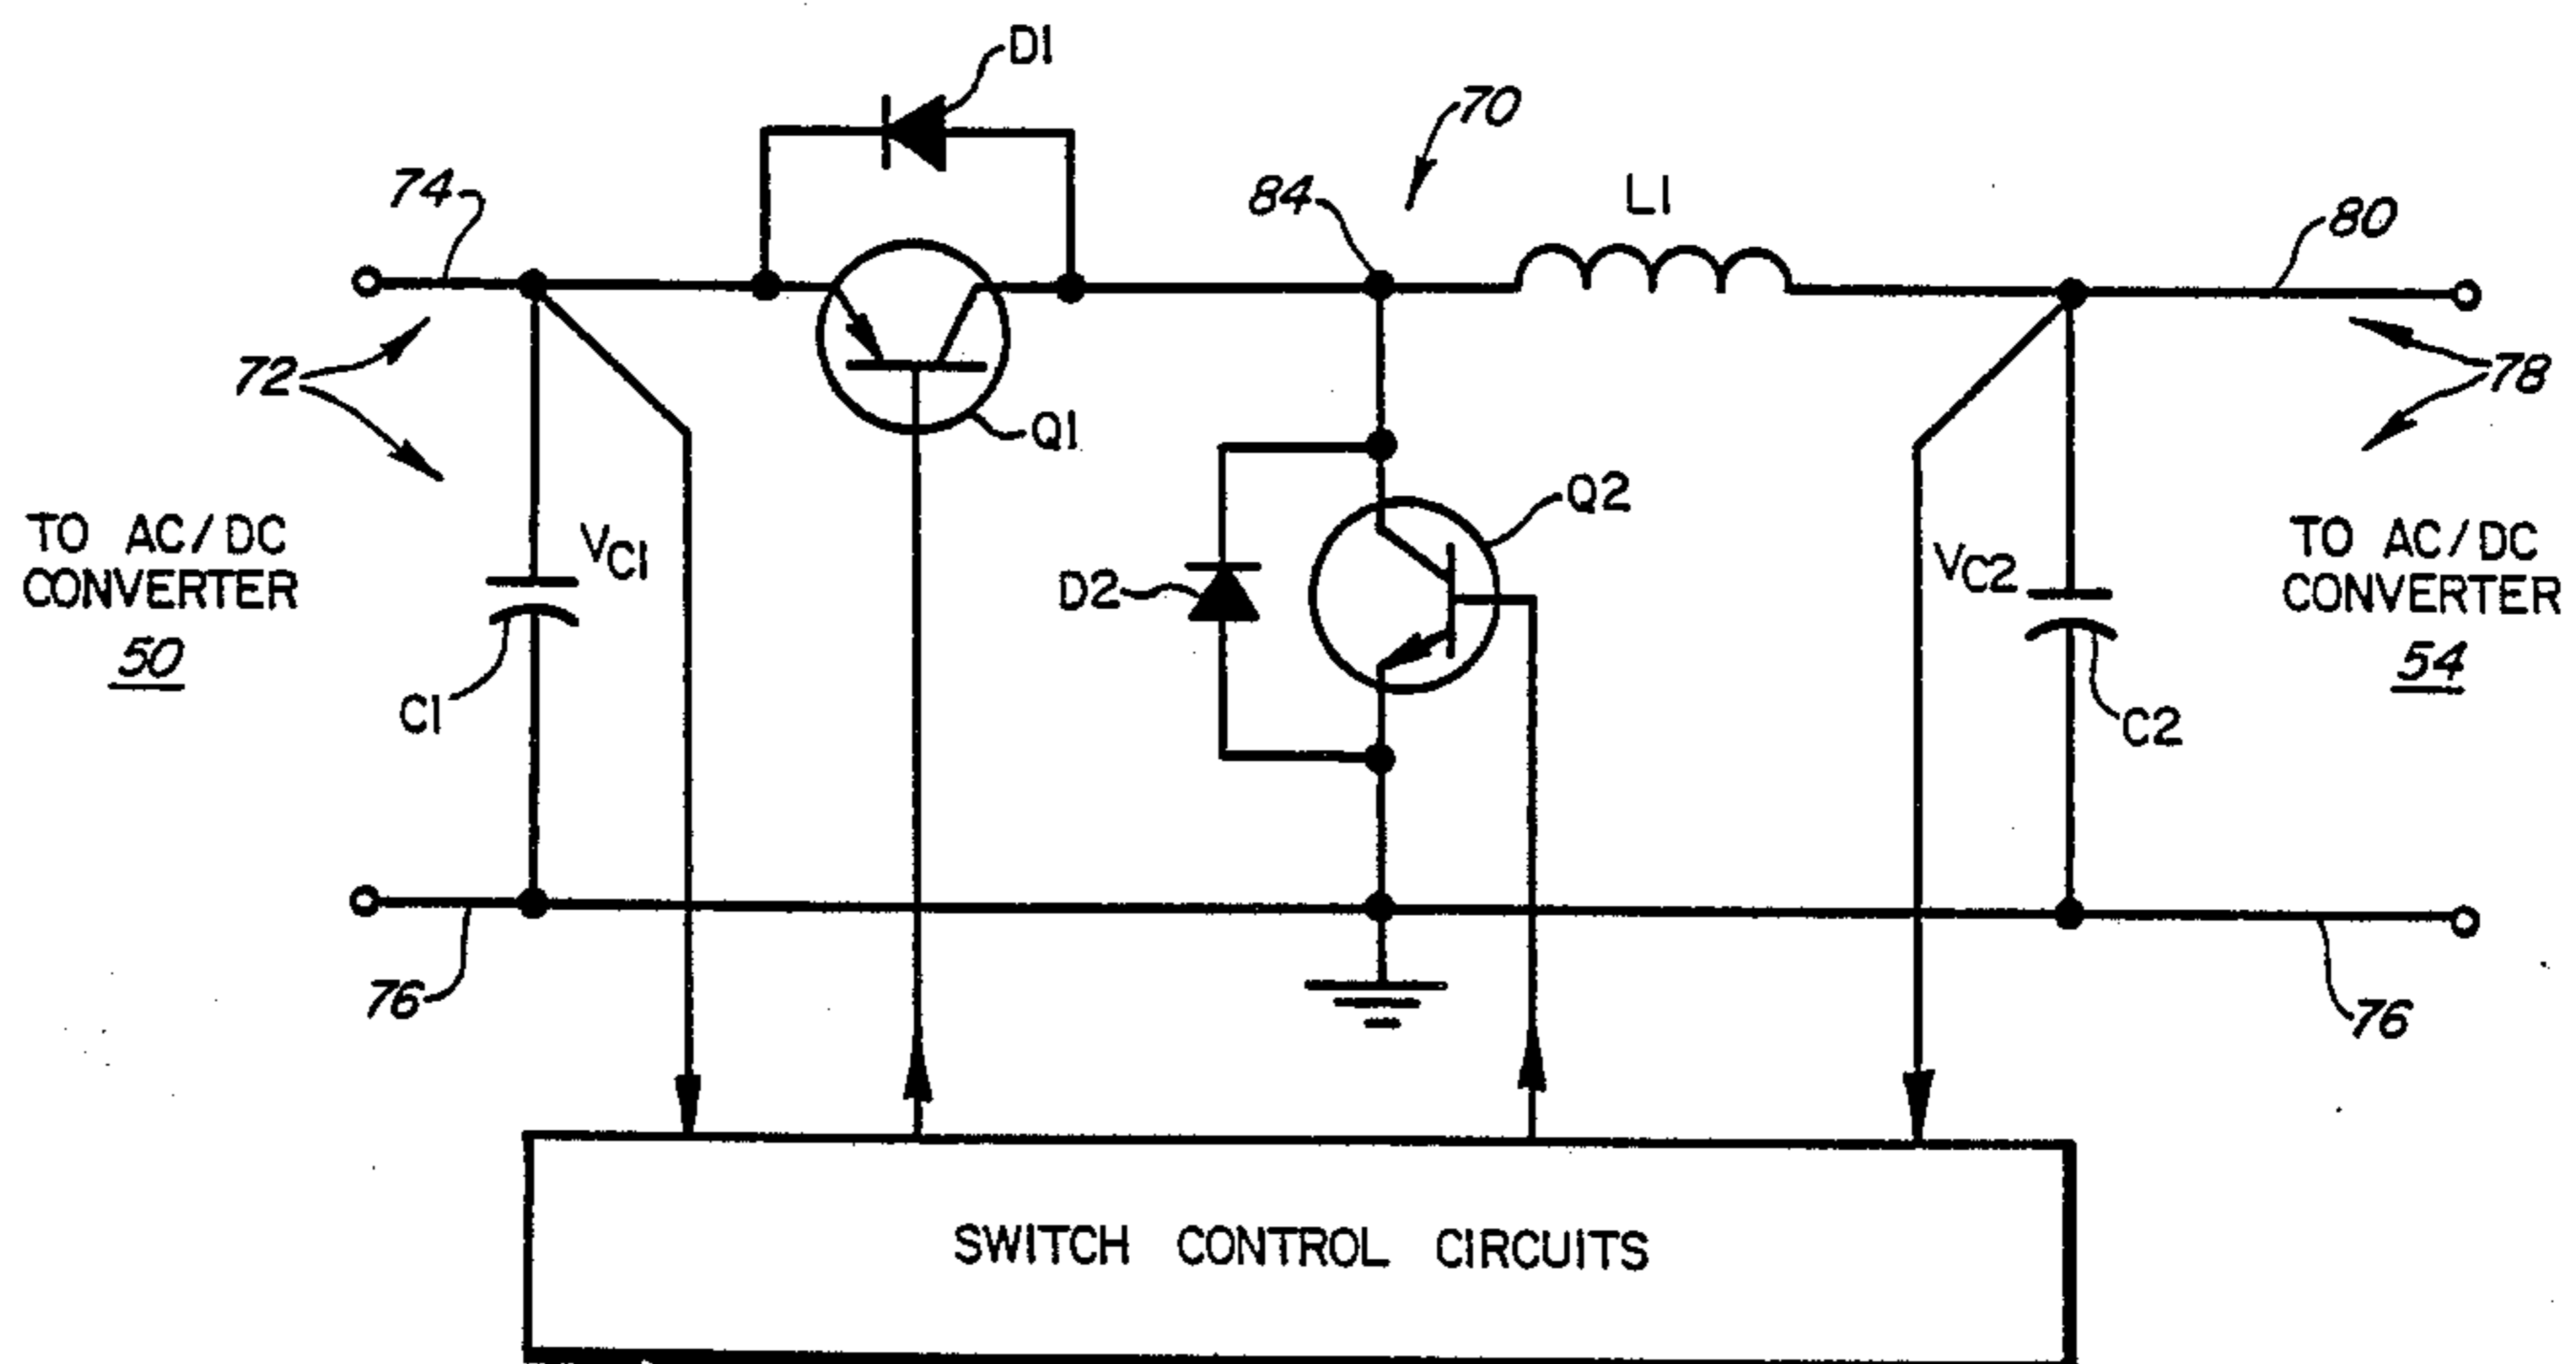 D1
70
74
84
L1
80
72
Q1
78
TO AC/DC
CONVERTER
50
VC1
C1
D2
Q2
VC2
C2
TO AC/DC
CONVERTER
54
76
76
SWITCH CONTROL CIRCUITS